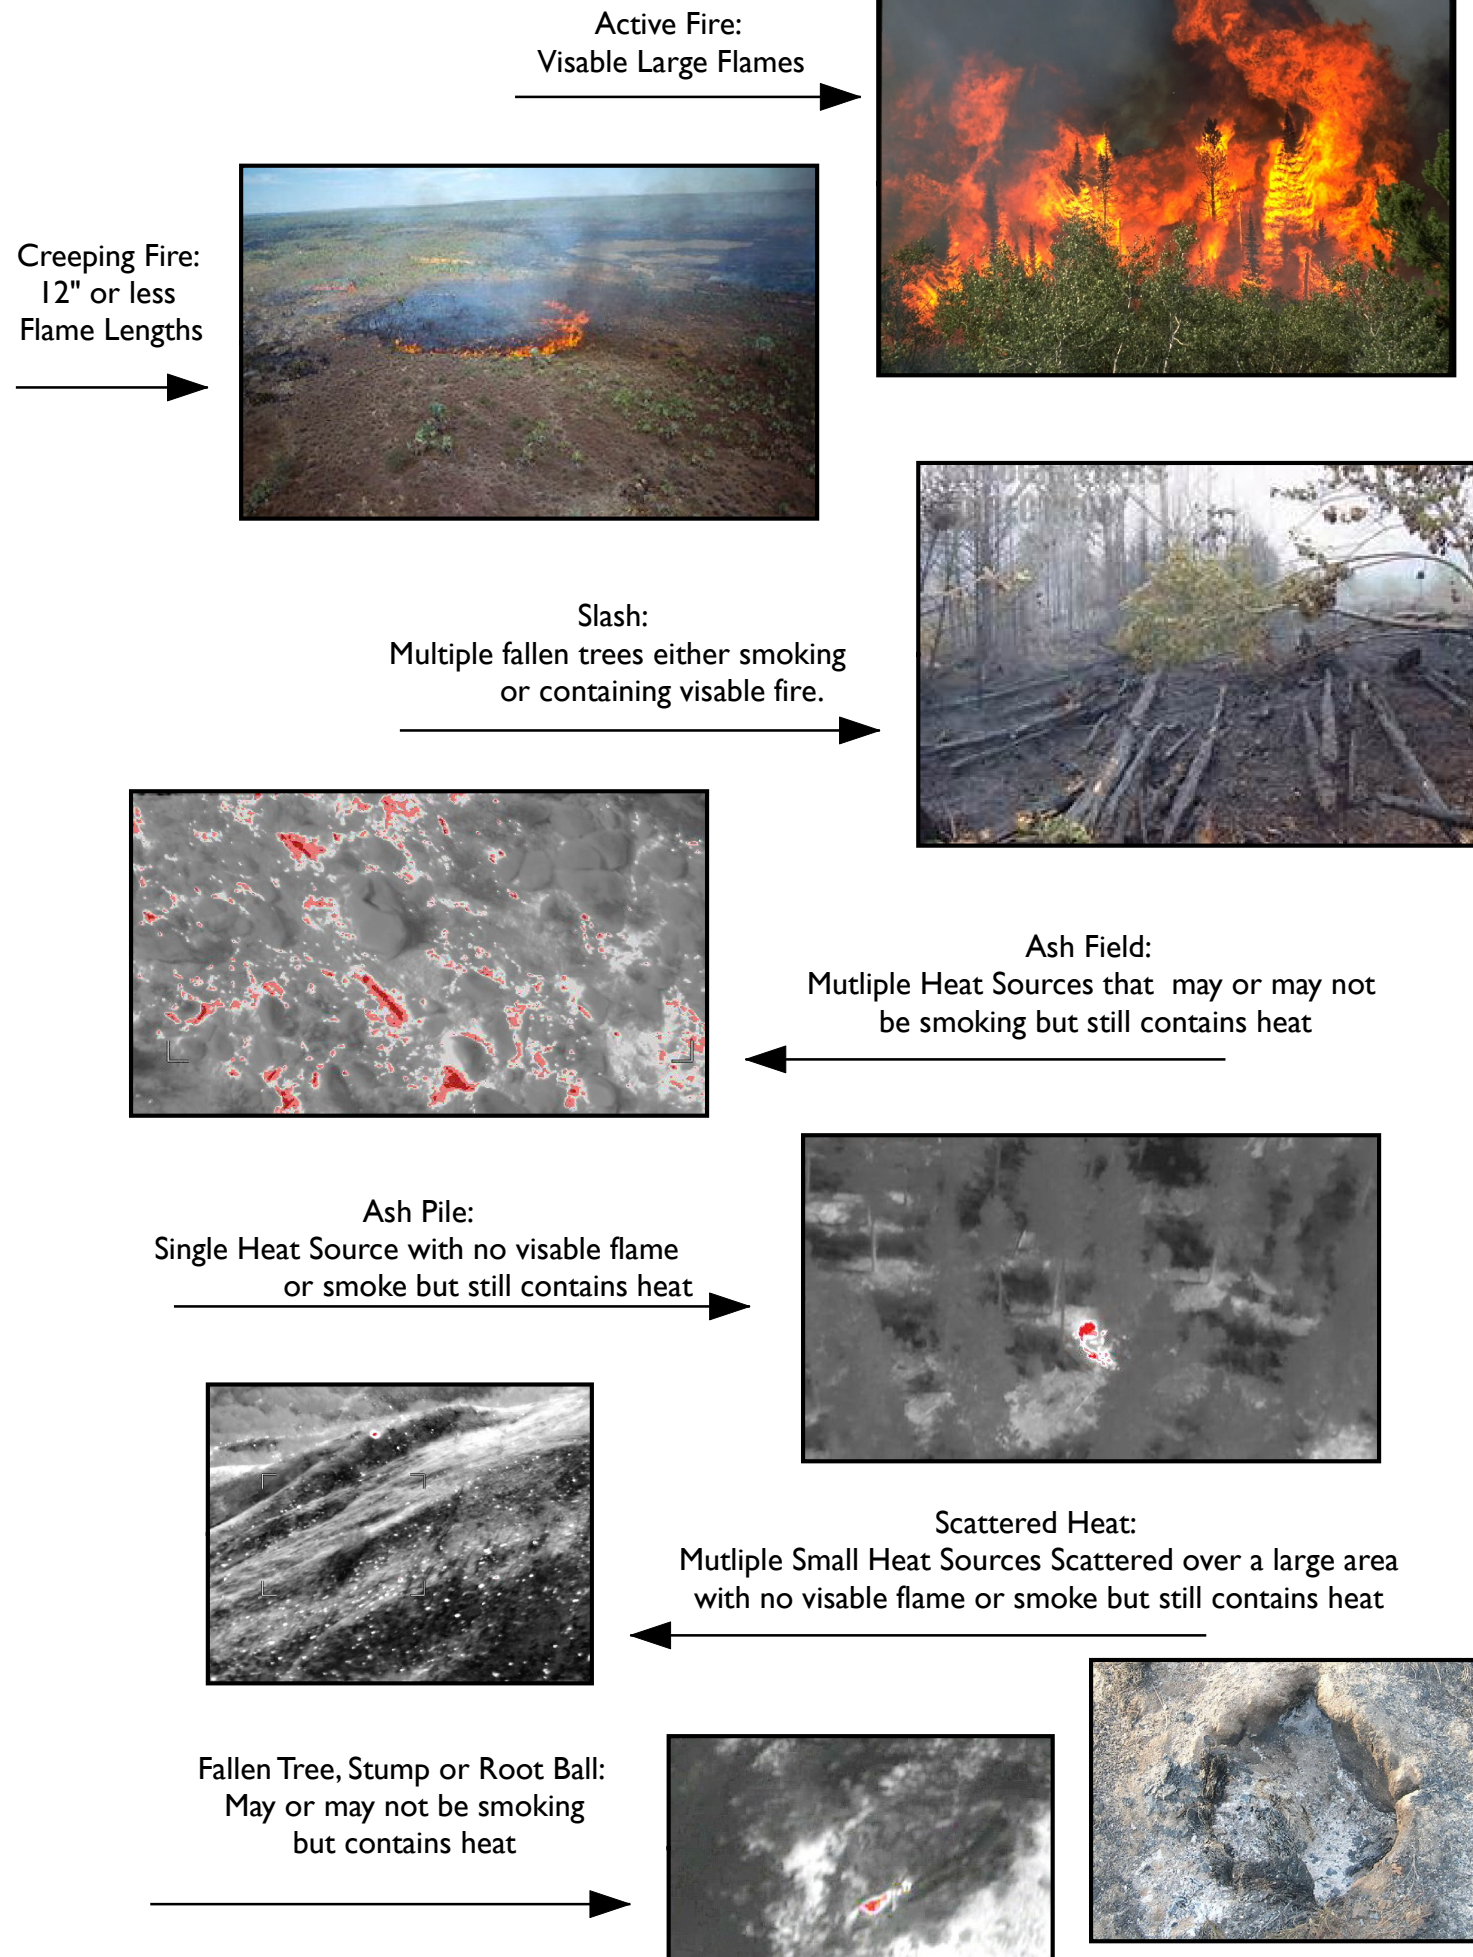 Active Fire:
Visable Large Flames
Creeping Fire:
12" or less
Flame Lengths
Slash:
Multiple fallen trees either smoking
or containing visable fire.
Ash Field:
Mutliple Heat Sources that  may or may not
be smoking but still contains heat
Ash Pile:
Single Heat Source with no visable flame
or smoke but still contains heat
Scattered Heat:
Mutliple Small Heat Sources Scattered over a large area
with no visable flame or smoke but still contains heat
Fallen Tree, Stump or Root Ball:
May or may not be smoking
but contains heat